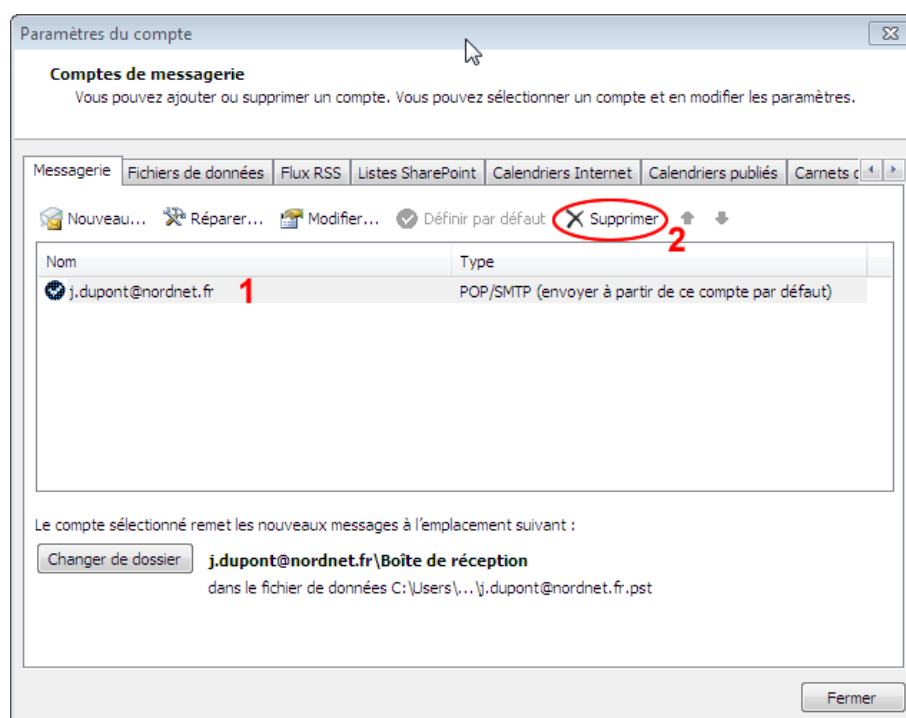 Paramètres du compte
Comptes de messagerie
Vous pouvez ajouter ou supprimer un compte. Vous pouvez sélectionner un compte et en modifier les paramètres.
Messagerie Fichiers de données Flux RSS Listes SharePoint Calendriers Internet Calendriers publiés Carnets
Nouveau... Réparer... Modifier... Définir par défaut Supprimer 2
Nom Type
j.dupont@nordnet.fr 1 POP/SMTP (envoyer à partir de ce compte par défaut)
Le compte sélectionné remet les nouveaux messages à l'emplacement suivant :
Changer de dossier j.dupont@nordnet.fr\Boîte de réception
dans le fichier de données C:\Users\...\j.dupont@nordnet.fr.pst
Fermer